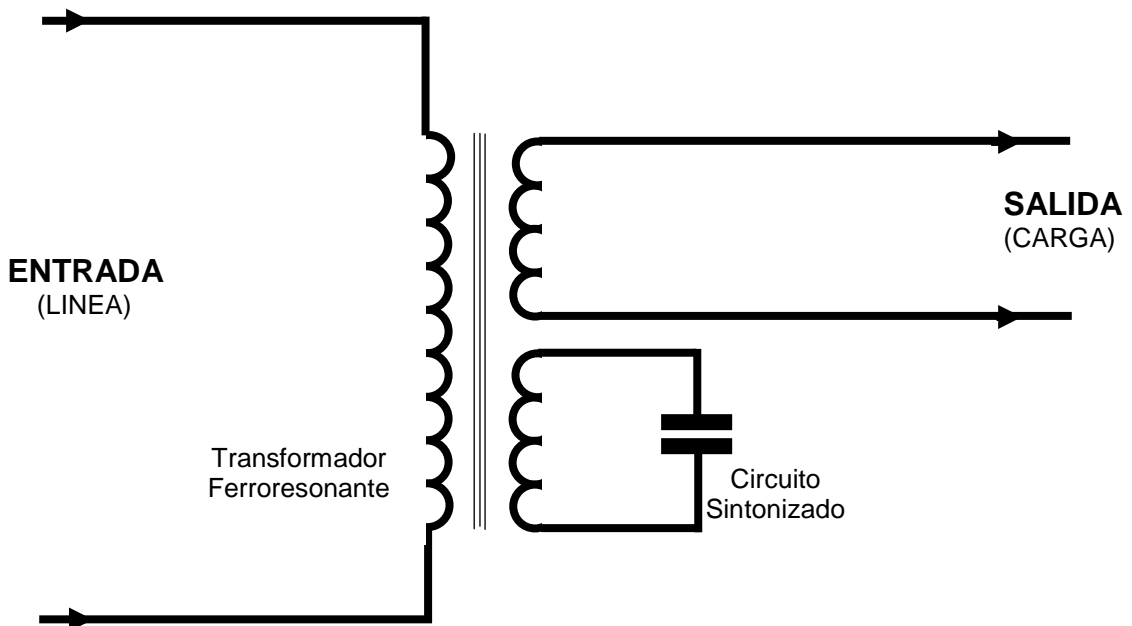 ENTRADA
(LINEA)
SALIDA
(CARGA)
Transformador
Ferroresonante
Circuito
Sintonizado